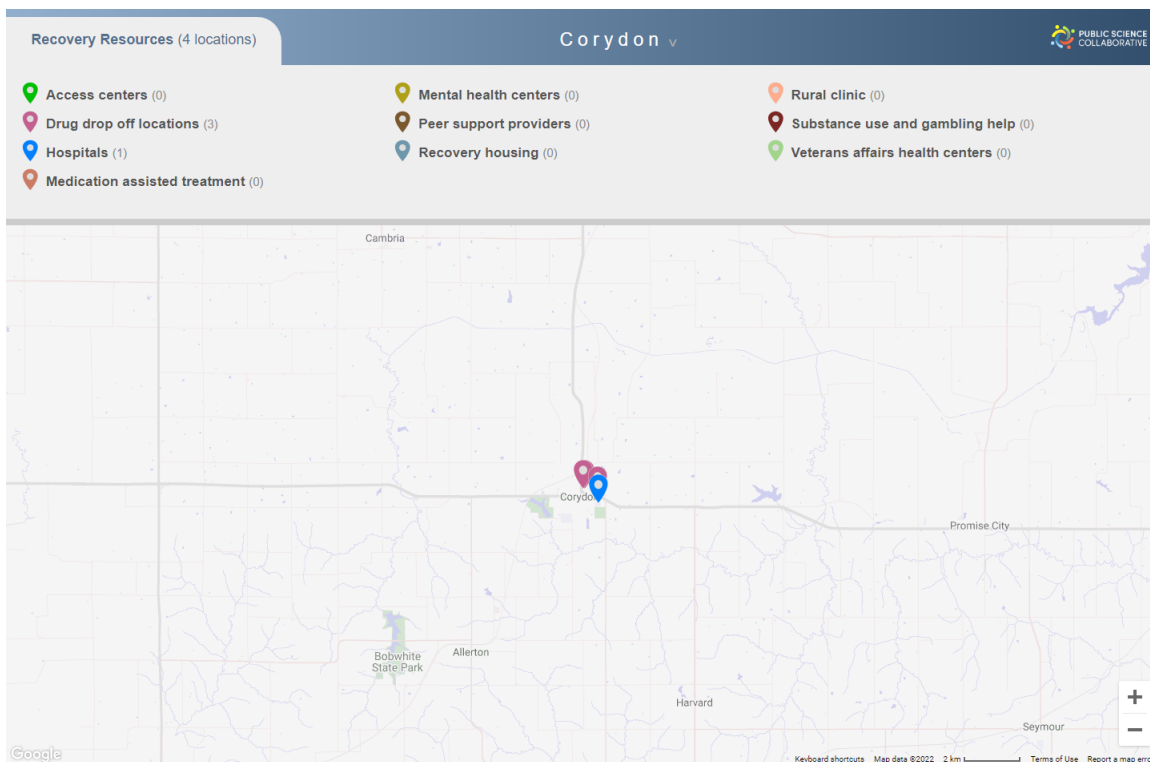 Recovery Resources (4 locations)
Corydon v
PUBLIC SCIENCE
COLLABORATIVE
Access centers (0)
Drug drop off locations (3)
Hospitals (1)
Medication assisted treatment (0)
Mental health centers (0)
Peer support providers (0)
Recovery housing (0)
Rural clinic (0)
Substance use and gambling help (0)
Veterans affairs health centers (0)
Cambria
Corydon
Promise City
Bobwhite
State Park
Allerton
Harvard
Seymour
+
−
Google
Keyboard shortcuts Map data ©2022 2 km Terms of Use Report a map erro